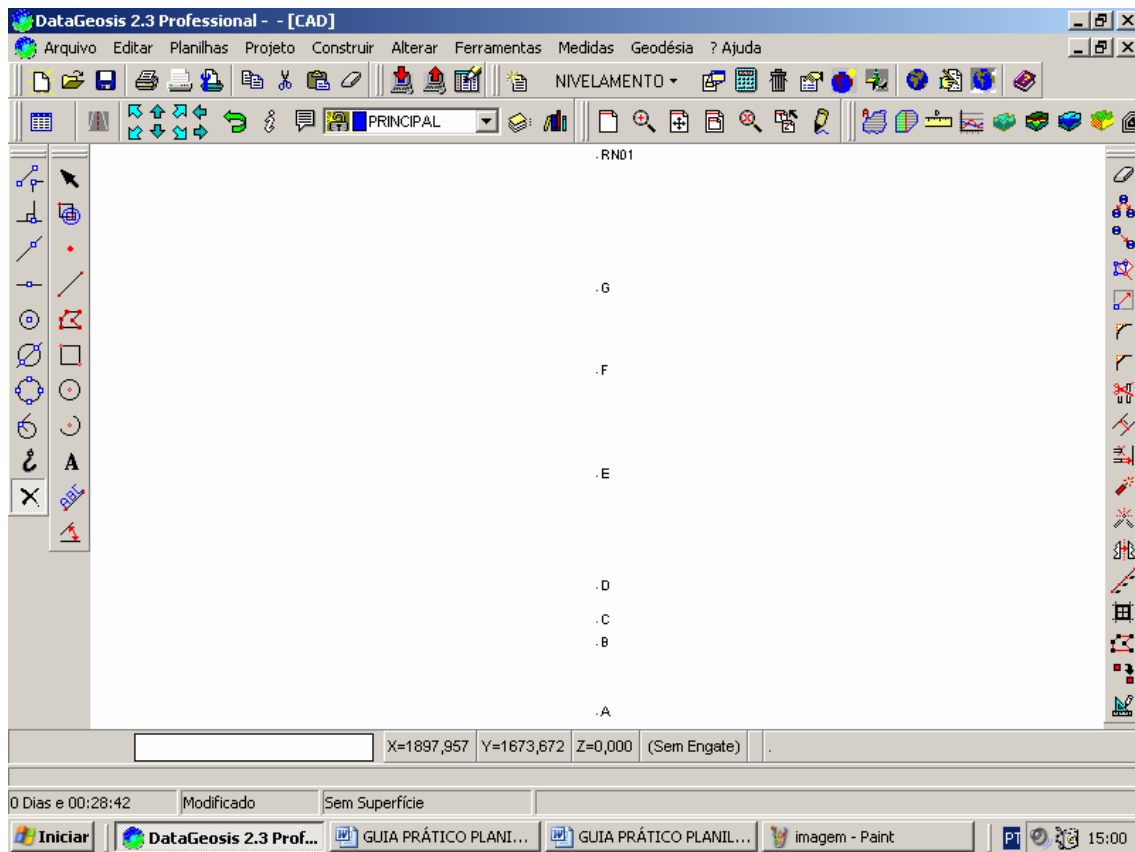 DataGeosis 2.3 Professional - - [CAD]
Arquivo Editar Planilhas Projeto Construir Alterar Ferramentas Medidas Geodésia ? Ajuda
NIVELAMENTO
PRINCIPAL
. RN01
. G
. F
. E
. D
. C
. B
. A
A
X=1897,957 Y=1673,672 Z=0,000 (Sem Engate) .
0 Dias e 00:28:42 Modificado Sem Superfície
Iniciar DataGeosis 2.3 Prof... GUIA PRÁTICO PLANI... GUIA PRÁTICO PLANIL... imagem - Paint PT 15:00